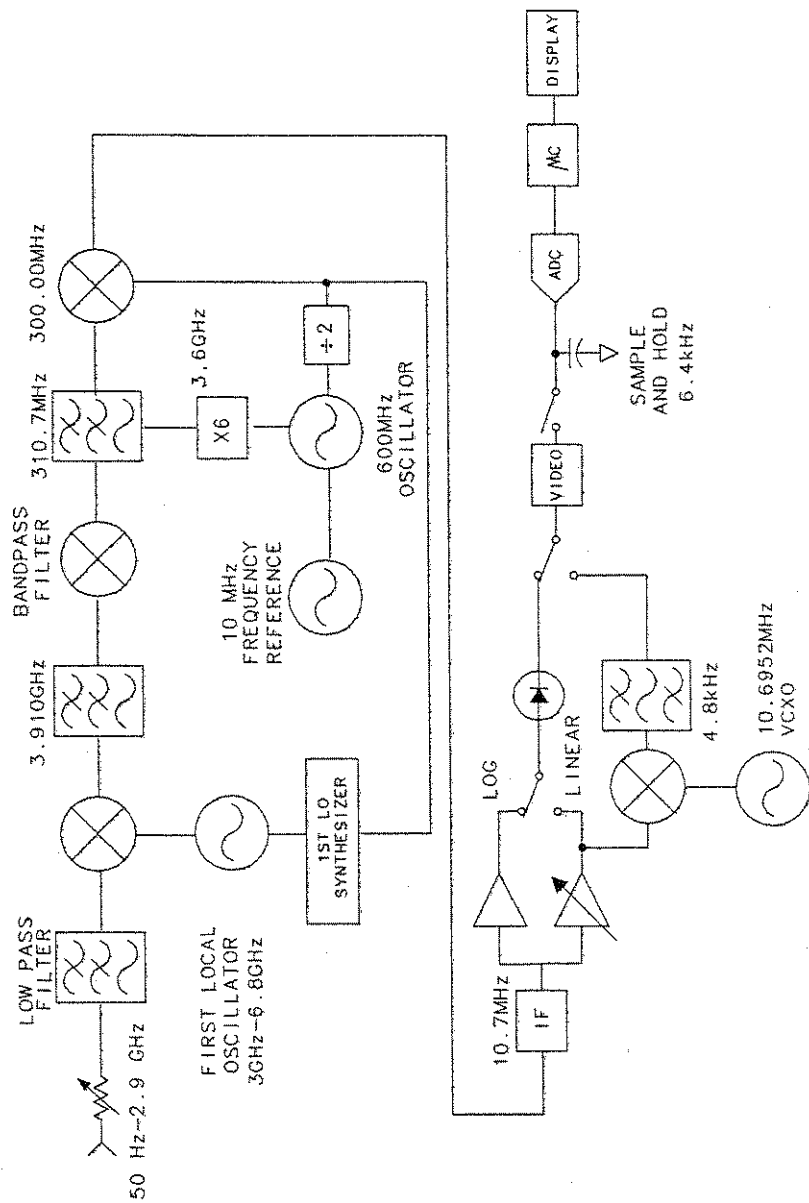 50 Hz-2.9 GHz
LOW PASS
FILTER
FIRST LOCAL
OSCILLATOR
3GHz-6.8GHz
1ST LO
SYNTHESIZER
3.910GHz
BANDPASS
FILTER
10 MHz
FREQUENCY
REFERENCE
310.7MHz
X6
3.6GHz
600MHz
OSCILLATOR
÷2
300.00MHz
10.7MHz
IF
LOG
LINEAR
4.8kHz
10.6952MHz
VCXO
VIDEO
SAMPLE
AND HOLD
6.4kHz
ADC
μC
DISPLAY